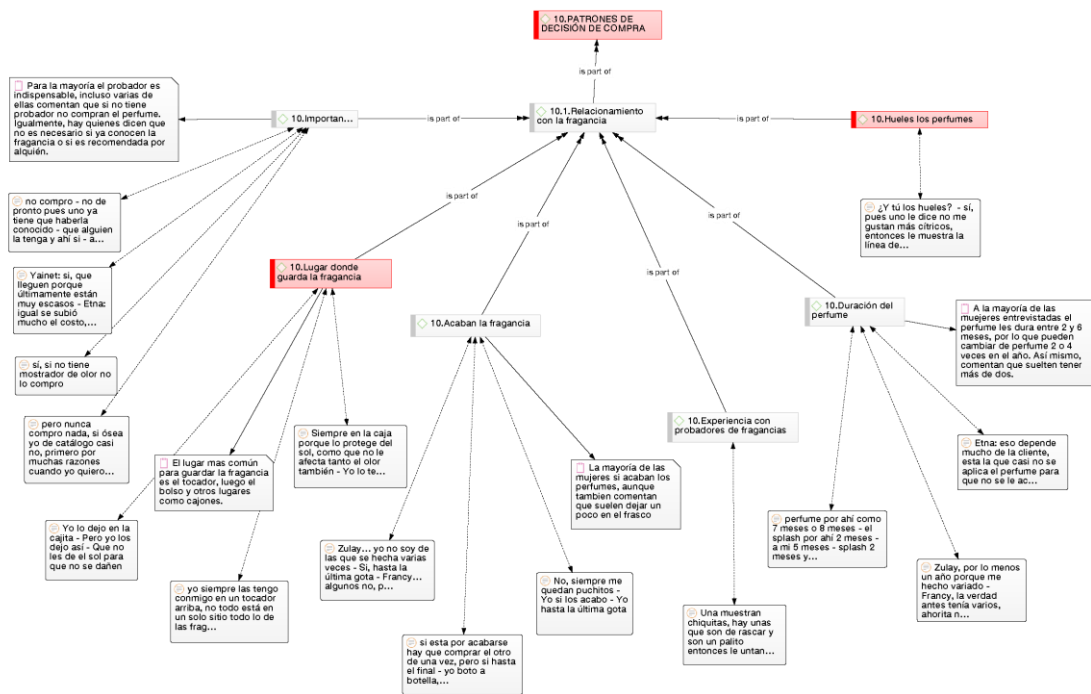 10.PATRONES DE
DECISIÓN DE COMPRA
is part of
Para la mayoría el probador es
indispensable, incluso varias de
ellas comentan que si no tiene
probador no compran el perfume.
Igualmente, hay quienes dicen que
no es necesario si ya conocen la
fragancia o si es recomendada por
alquién.
10.Importan...
is part of
10.1.Relacionamiento
con la fragancia
is part of
10.Hueles los perfumes
no compro - no de
pronto pues uno ya
tiene que haberla
conocido - que alguien
la tenga y ahí si - a...
is part of
is part of
is part of
is part of
¿Y tú los hueles? - sí,
pues uno le dice no me
gustan más cítricos,
entonces le muestra la
línea de...
Yainet: si, que
lleguen porque
últimamente están
muy escasos - Etna:
igual se subió
mucho el costo,...
10.Lugar donde
guarda la fragancia
10.Acaban la fragancia
10.Duración del
perfume
A la mayoría de las
muejeres entrevistadas el
perfume les dura entre 2 y 6
meses, por lo que pueden
cambiar de perfume 2 o 4
veces en el año. Así mismo,
comentan que suelten tener
más de dos.
sí, si no tiene
mostrador de olor no
lo compro
pero nunca
compro nada, si ósea
yo de catálogo casi
no, primero por
muchas razones
cuando yo quiero...
El lugar mas común
para guardar la fragancia
es el tocador, luego el
bolso y otros lugares
como cajones.
Siempre en la caja
porque lo protege del
sol, como que no le
afecta tanto el olor
también - Yo lo te...
10.Experiencia con
probadores de fragancias
La mayoría de las
mujeres si acaban los
perfumes, aunque
tambien comentan
que suelen dejar un
poco en el frasco
Etna: eso depende
mucho de la cliente,
esta la que casi no se
aplica el perfume para
que no se le ac...
Yo lo dejo en la
cajita - Pero yo los
dejo así - Que no
les de el sol para
que no se dañen
yo siempre las tengo
conmigo en un tocador
arriba, no todo está en
un solo sitio todo lo de
las frag...
Zulay... yo no soy de
las que se hecha varias
veces - Si, hasta la
última gota - Francy...
algunos no, p...
No, siempre me
quedan puchitos -
Yo si los acabo - Yo
hasta la última gota
perfume por ahí como
7 meses o 8 meses - el
splash por ahí 2 meses -
a mi 5 meses - splash 2
meses y...
Zulay, por lo menos
un año porque me
hecho variado -
Francy, la verdad
antes tenía varios,
ahorita n...
si esta por acabarse
hay que comprar el otro
de una vez, pero si hasta
el final - yo boto a
botella,...
Una muestran
chiquitas, hay unas
que son de rascar y
son un palito
entonces le untan...